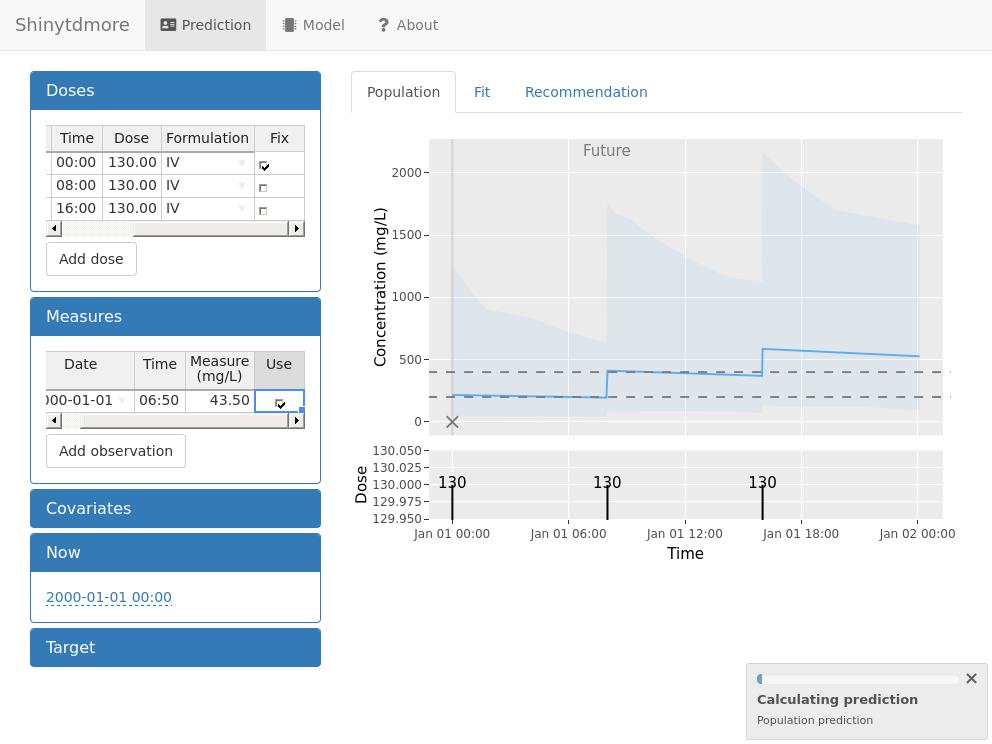 Shinytdmore Prediction Model ? About
Doses
Time Dose Formulation Fix
00:00 130.00 IV
08:00 130.00 IV
16:00 130.00 IV
Add dose
Measures
Date Time Measure (mg/L) Use
000-01-01 06:50 43.50
Add observation
Covariates
Now
2000-01-01 00:00
Target
Population Fit Recommendation
Future
Concentration (mg/L)
2000
1500
1000
500
0
Dose
130.050
130.025
130.000
129.975
129.950
130 130 130
Jan 01 00:00 Jan 01 06:00 Jan 01 12:00 Jan 01 18:00 Jan 02 00:00
Time
Calculating prediction
Population prediction